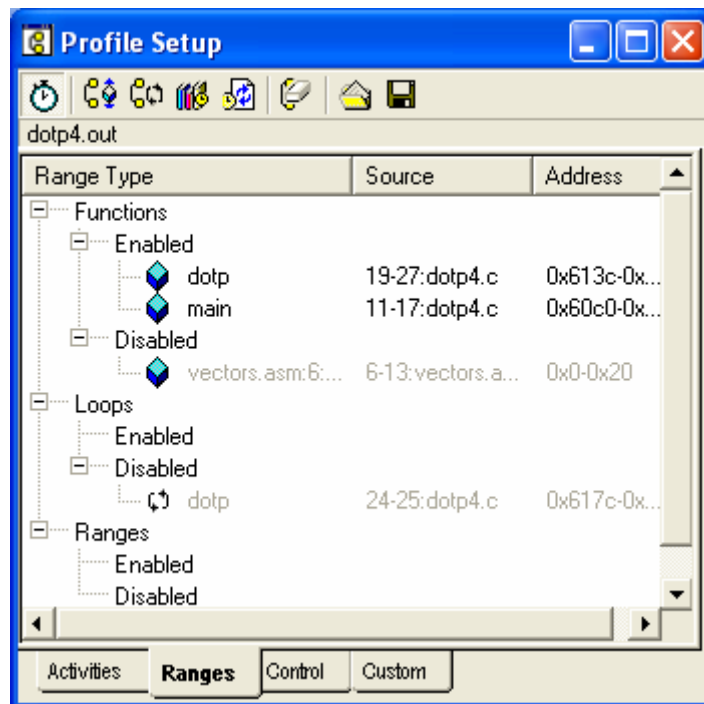 Profile Setup
dotp4.out
Range Type Source Address
Functions
Enabled
dotp 19-27:dotp4.c 0x613c-0x...
main 11-17:dotp4.c 0x60c0-0x...
Disabled
vectors.asm:6:... 6-13:vectors.a... 0x0-0x20
Loops
Enabled
Disabled
dotp 24-25:dotp4.c 0x617c-0x...
Ranges
Enabled
Disabled
Activities Ranges Control Custom